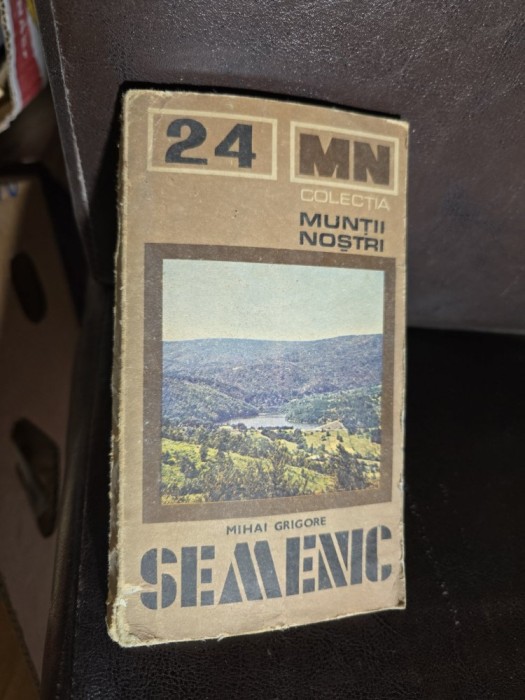 24
MN
COLECȚIA
MUNȚII
NOȘTRI
MIHAI GRIGORE
SEMENIC